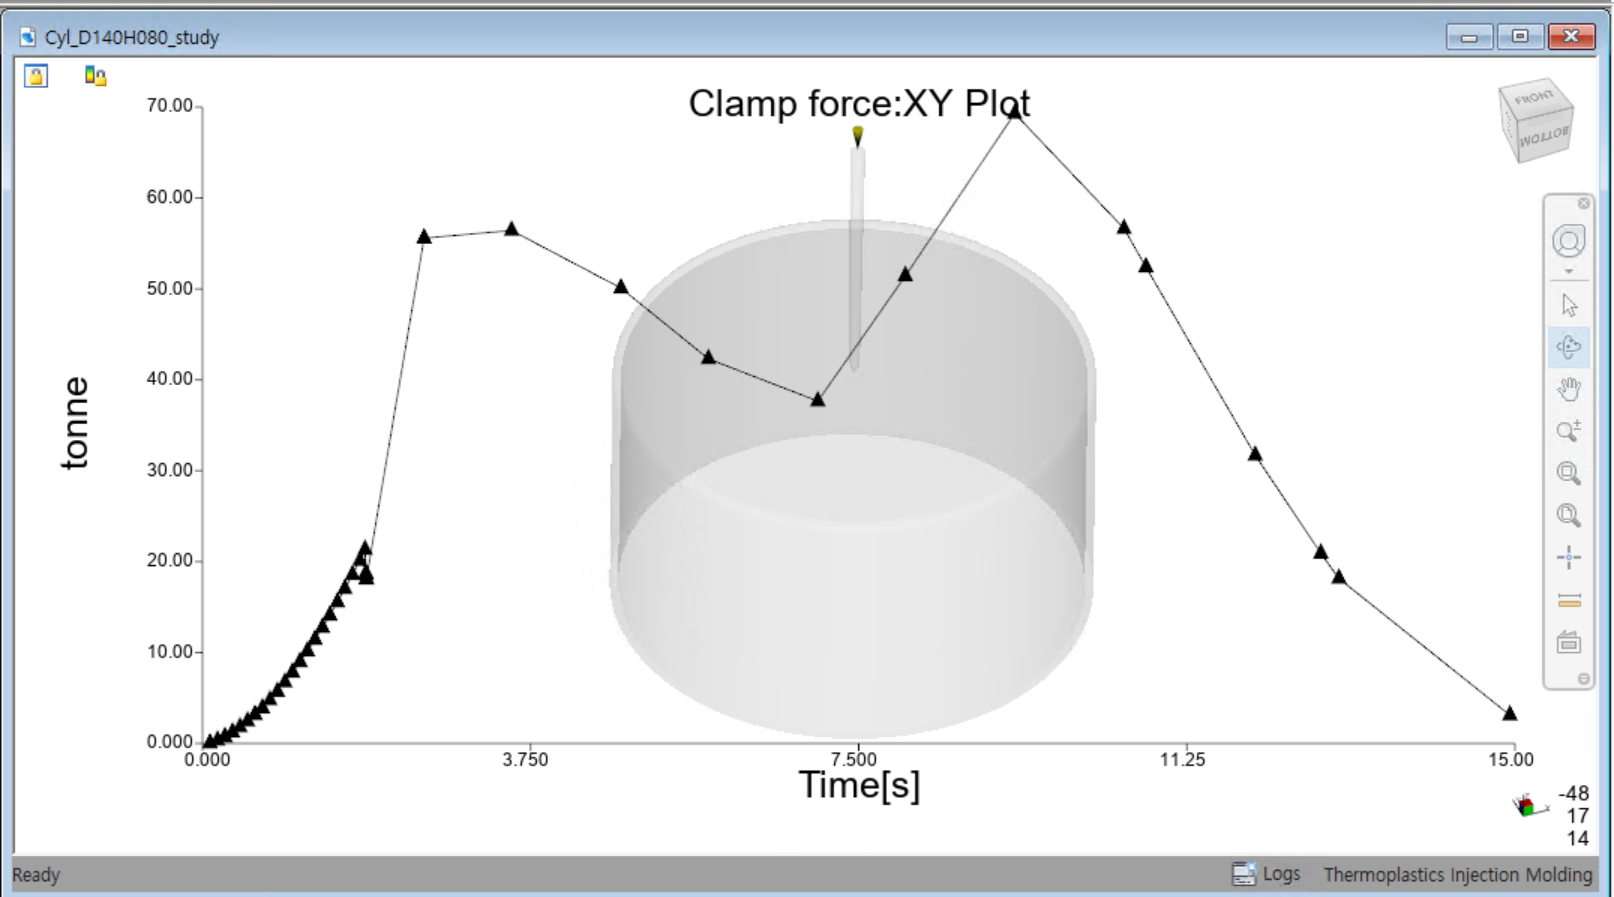 Cyl_D140H080_study
Clamp force:XY Plot
70.00
60.00
50.00
40.00
30.00
20.00
10.00
0.000
tonne
0.000 3.750 7.500 11.25 15.00
Time[s]
FRONT
BOTTOM
-48
17
14
Ready Logs Thermoplastics Injection Molding